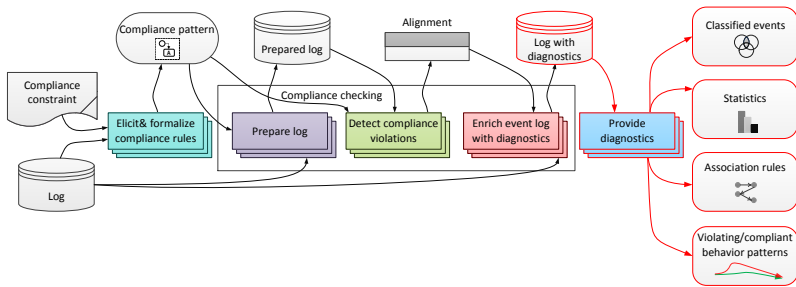 Compliance pattern
A
Prepared log
Alignment
Log with
diagnostics
Classified events
Compliance
constraint
Compliance checking
Elicit& formalize
compliance rules
Prepare log
Detect compliance
violations
Enrich event log
with diagnostics
Provide
diagnostics
Statistics
Log
Association rules
Violating/compliant
behavior patterns